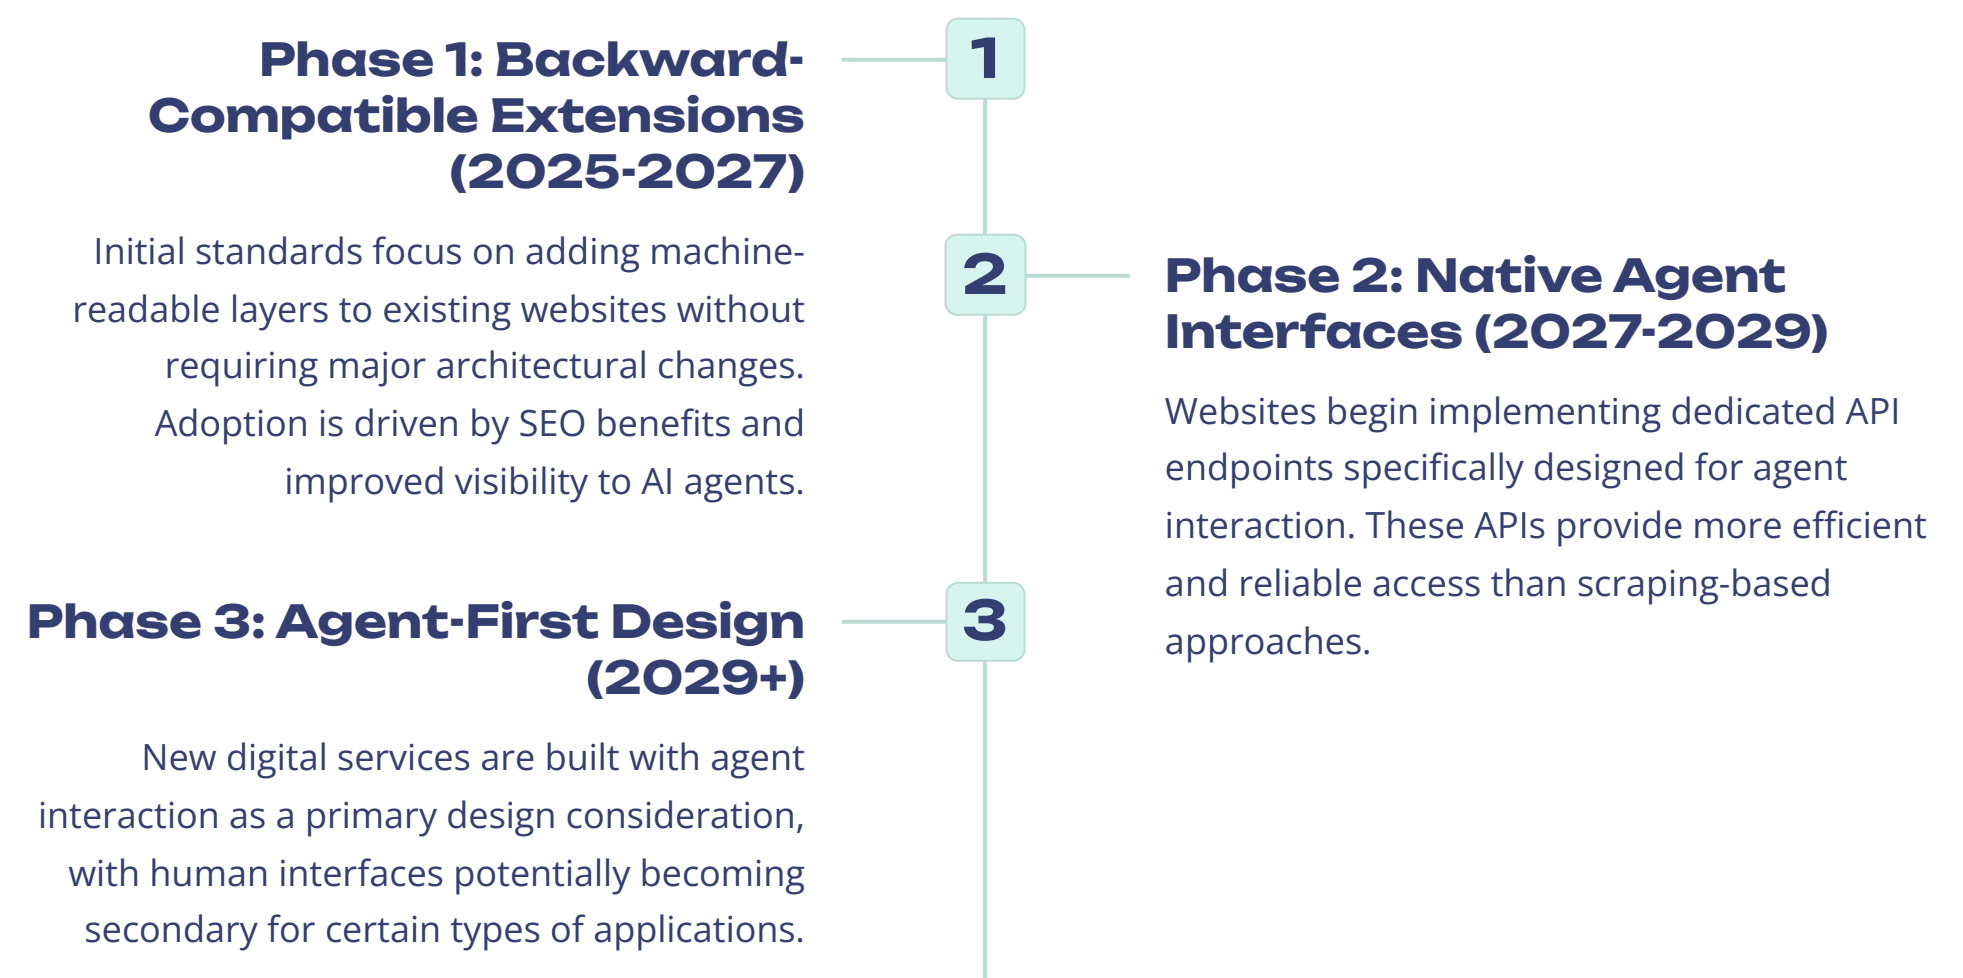 1
Phase 1: Backward-
Compatible Extensions
(2025-2027)
Initial standards focus on adding machine-
readable layers to existing websites without
requiring major architectural changes.
Adoption is driven by SEO benefits and
improved visibility to AI agents.
2
Phase 2: Native Agent
Interfaces (2027-2029)
Websites begin implementing dedicated API
endpoints specifically designed for agent
interaction. These APIs provide more efficient
and reliable access than scraping-based
approaches.
3
Phase 3: Agent-First Design
(2029+)
New digital services are built with agent
interaction as a primary design consideration,
with human interfaces potentially becoming
secondary for certain types of applications.